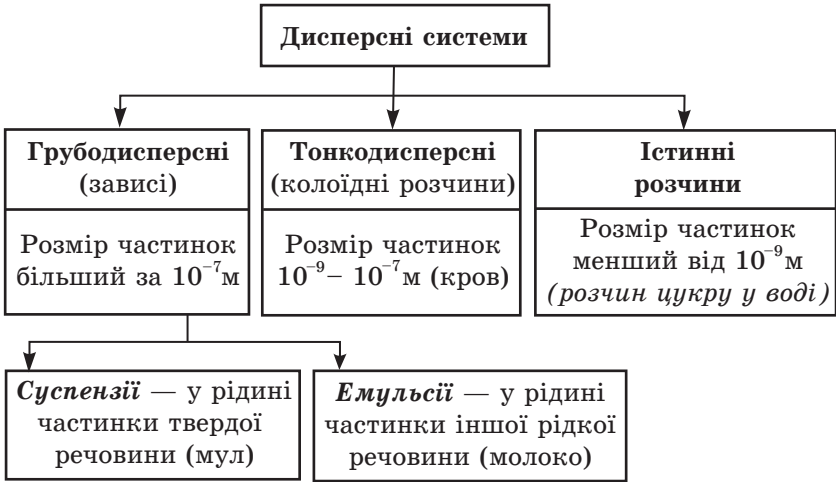 Дисперсні системи
Грубодисперсні
(зависі)
Розмір частинок
більший за 10⁻⁷м
Тонкодисперсні
(колоїдні розчини)
Розмір частинок
10⁻⁹– 10⁻⁷м (кров)
Істинні
розчини
Розмір частинок
менший від 10⁻⁹м
(розчин цукру у воді)
Суспензії — у рідині
частинки твердої
речовини (мул)
Емульсії — у рідині
частинки іншої рідкої
речовини (молоко)